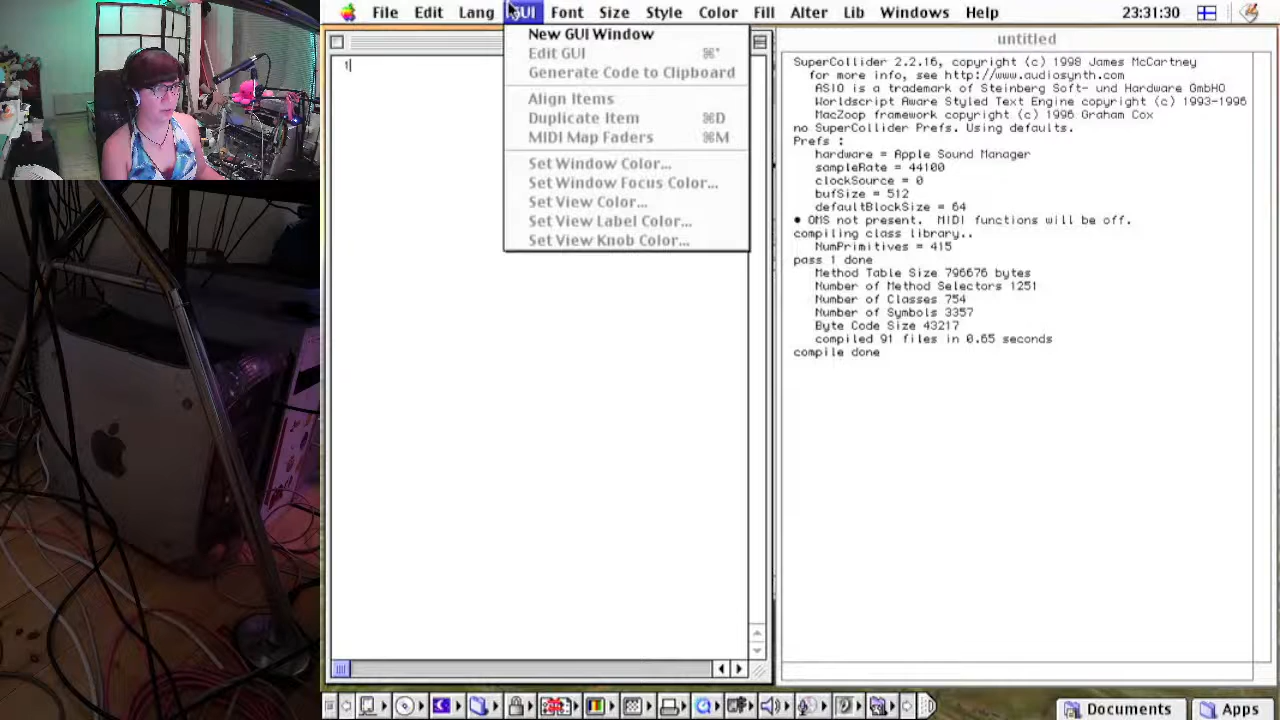 File Edit Lang GUI Font Size Style Color Fill Alter Lib Windows Help 23:31:30
New GUI Window
Edit GUI ⌘'
Generate Code to Clipboard
Align Items
Duplicate Item ⌘D
MIDI Map Faders ⌘M
Set Window Color...
Set Window Focus Color...
Set View Color...
Set View Label Color...
Set View Knob Color...
untitled
SuperCollider 2.2.16, copyright (c) 1998 James McCartney
for more info, see http://www.audiosynth.com
ASIO is a trademark of Steinberg Soft- und Hardware GmbHO
Worldscript Aware Styled Text Engine copyright (c) 1993-1996
MacZoop framework copyright (c) 1996 Graham Cox
no SuperCollider Prefs. Using defaults.
Prefs :
hardware = Apple Sound Manager
sampleRate = 44100
clockSource = 0
bufSize = 512
defaultBlockSize = 64
• OMS not present. MIDI functions will be off.
compiling class library..
NumPrimitives = 415
pass 1 done
Method Table Size 796676 bytes
Number of Method Selectors 1251
Number of Classes 754
Number of Symbols 3357
Byte Code Size 43217
compiled 91 files in 0.65 seconds
compile done
Documents
Apps